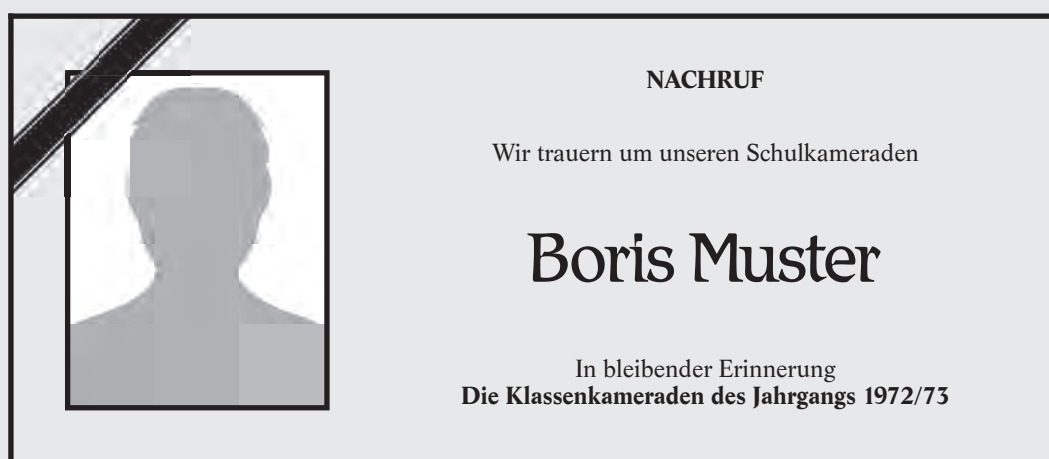 NACHRUF
Wir trauern um unseren Schulkameraden
Boris Muster
In bleibender Erinnerung
Die Klassenkameraden des Jahrgangs 1972/73